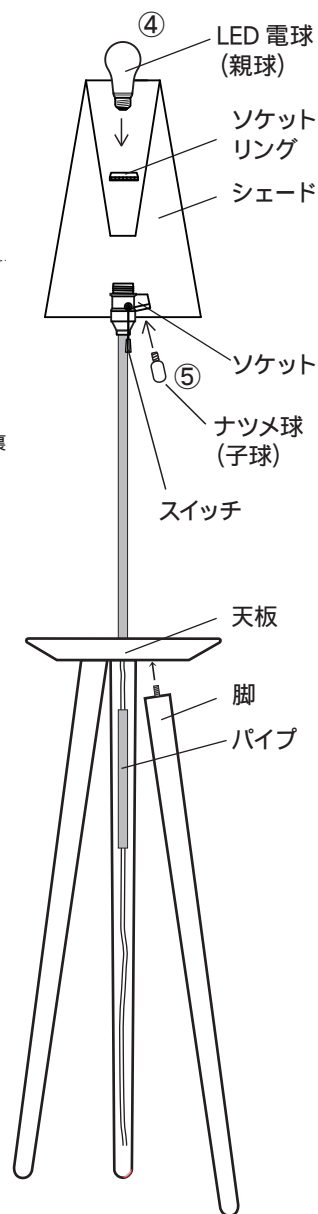 ④
LED 電球
(親球)
ソケット
リング
シェード
ソケット
⑤
ナツメ球
(子球)
スイッチ
天板
脚
パイプ